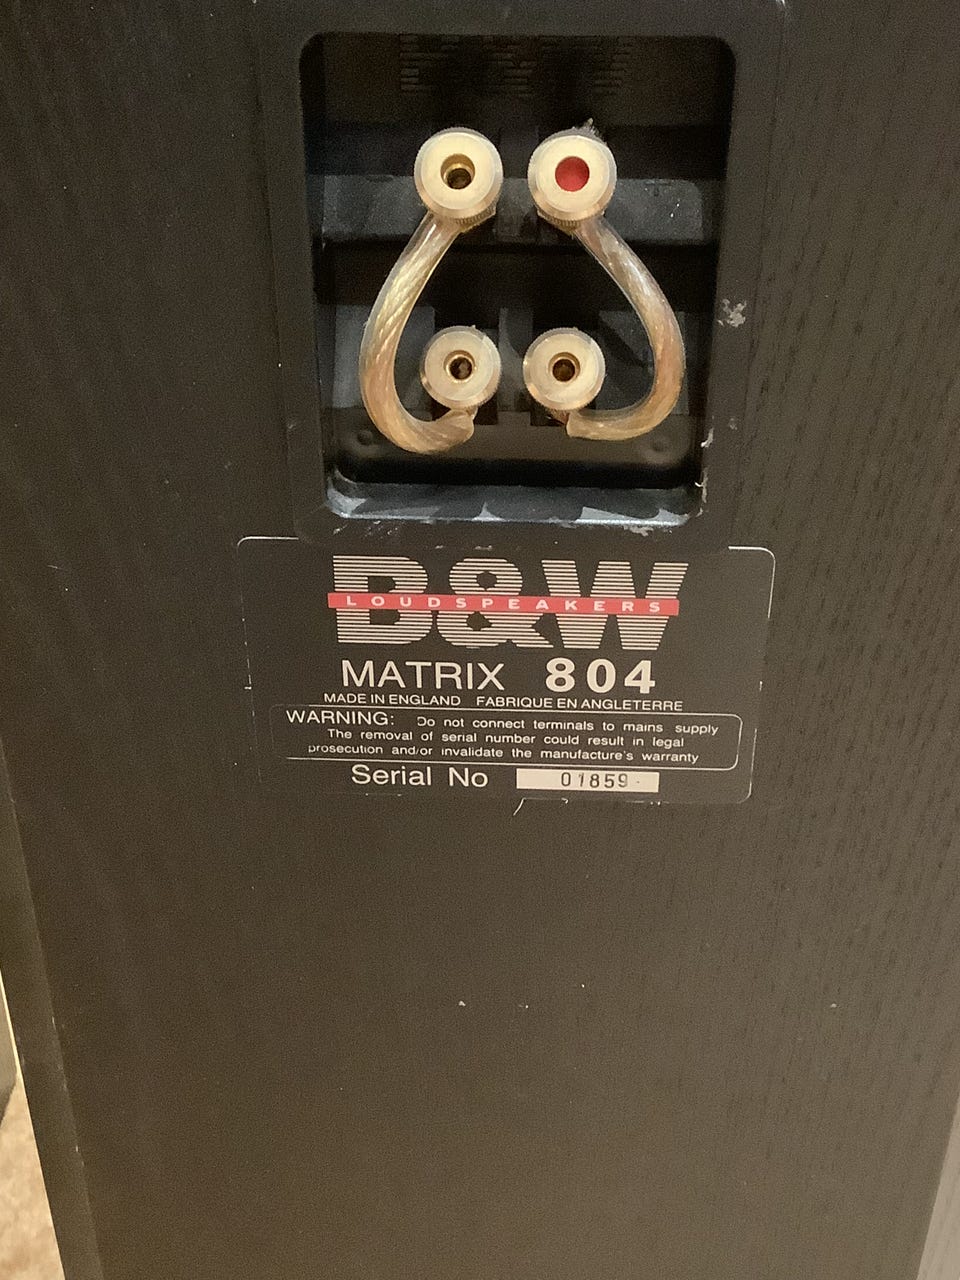 B&W
LOUDSPEAKERS
MATRIX 804
MADE IN ENGLAND FABRIQUE EN ANGLETERRE
WARNING: Do not connect terminals to mains supply
The removal of serial number could result in legal
prosecution and/or invalidate the manufacture's warranty
Serial No 01859